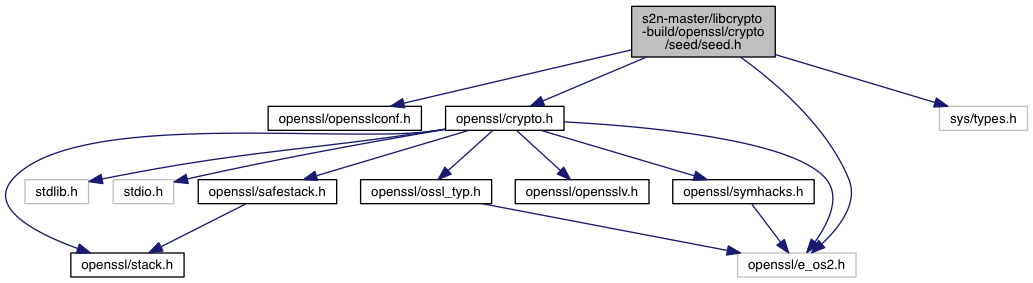 s2n-master/libcrypto
-build/openssl/crypto
/seed/seed.h
openssl/opensslconf.h
openssl/crypto.h
sys/types.h
stdlib.h
stdio.h
openssl/safestack.h
openssl/ossl_typ.h
openssl/opensslv.h
openssl/symhacks.h
openssl/stack.h
openssl/e_os2.h